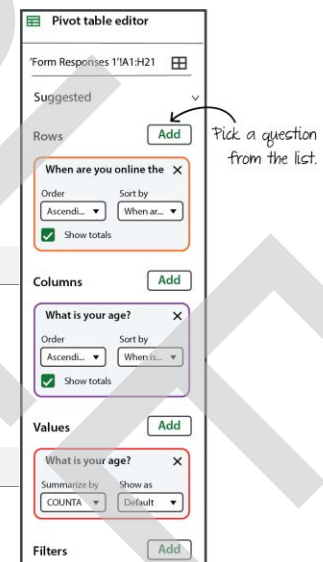 Pivot table editor
'Form Responses 1'!A1:H21
Suggested
Rows
Add
Pick a question
from the list.
When are you online the X
Order Sort by
Ascendi... When ar...
Show totals
Columns
Add
What is your age? X
Order Sort by
Ascendi... When is...
Show totals
Values
Add
What is your age? X
Summarize by Show as
COUNTA Default
Filters
Add